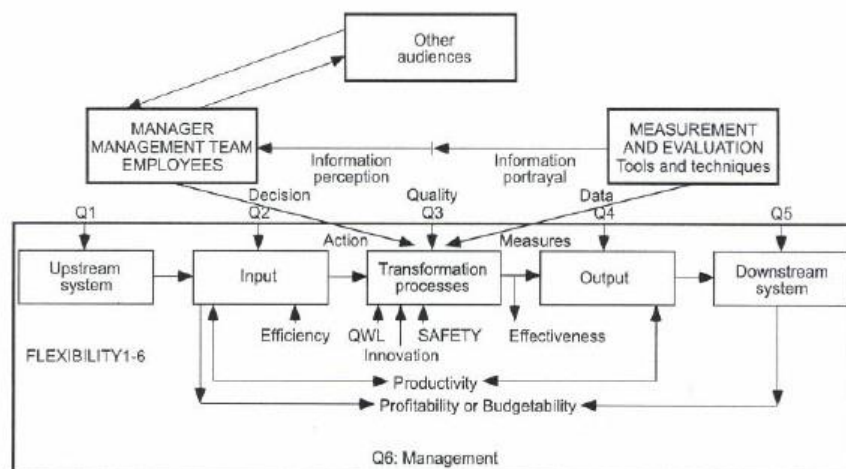 Other
audiences
MANAGER
MANAGEMENT TEAM
EMPLOYEES
MEASUREMENT
AND EVALUATION
Tools and techniques
Information
perception
Information
portrayal
Decision
Quality
Data
Q1
Q2
Q3
Q4
Q5
Action
Measures
Upstream
system
Input
Transformation
processes
Output
Downstream
system
Efficiency
QWL
SAFETY
Effectiveness
Innovation
FLEXIBILITY1-6
Productivity
Profitability or Budgetability
Q6: Management